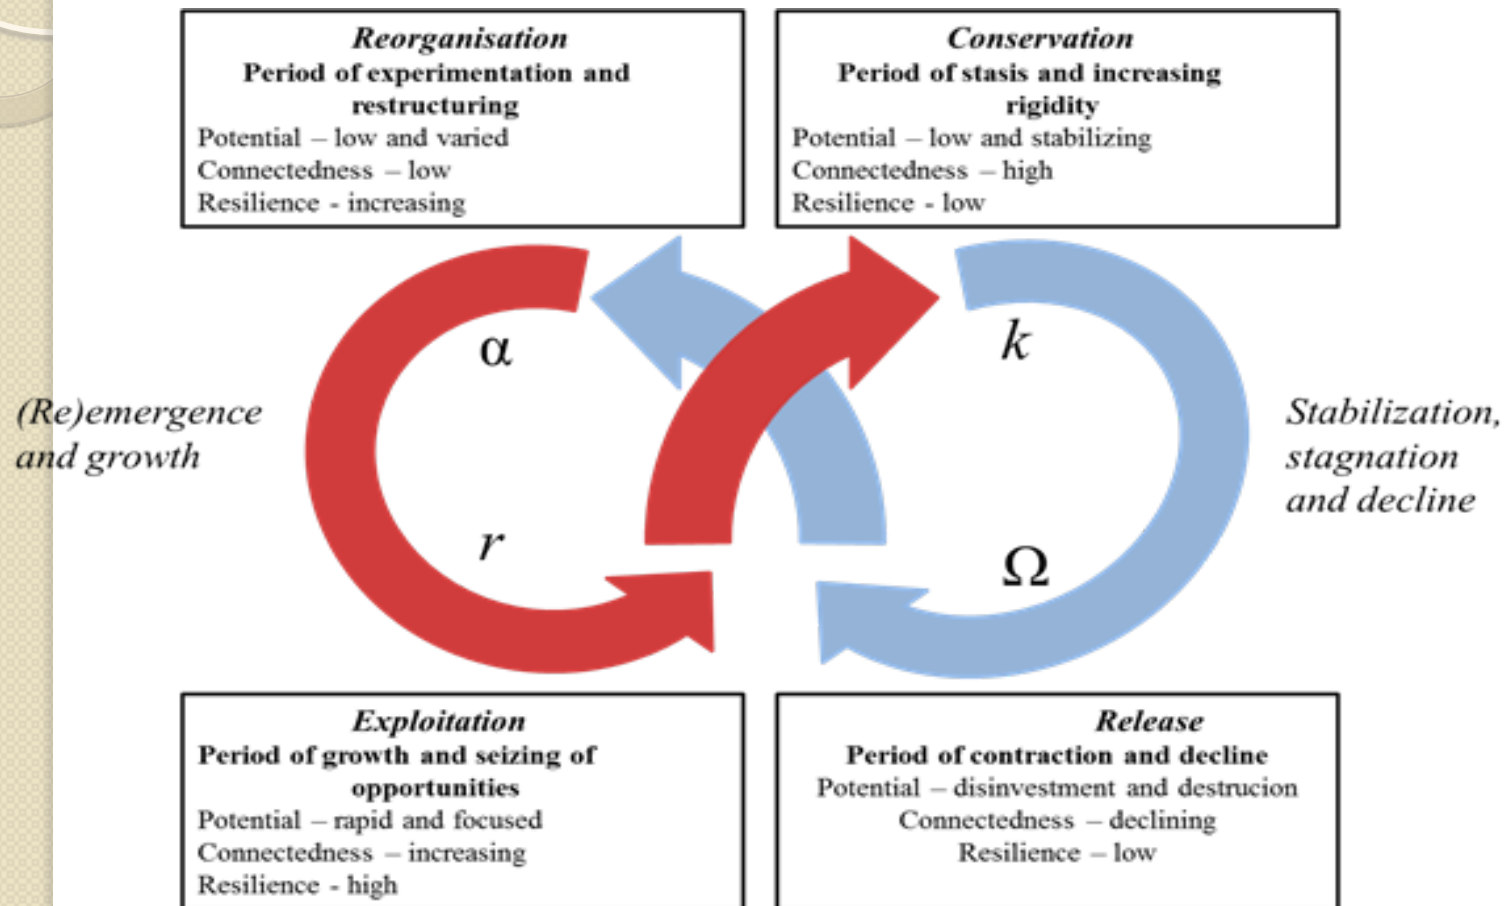 Reorganisation
Period of experimentation and
restructuring
Potential – low and varied
Connectedness – low
Resilience - increasing
Conservation
Period of stasis and increasing
rigidity
Potential – low and stabilizing
Connectedness – high
Resilience - low
α
k
(Re)emergence
and growth
Stabilization,
stagnation
and decline
r
Ω
Exploitation
Period of growth and seizing of
opportunities
Potential – rapid and focused
Connectedness – increasing
Resilience - high
Release
Period of contraction and decline
Potential – disinvestment and destrucion
Connectedness – declining
Resilience – low